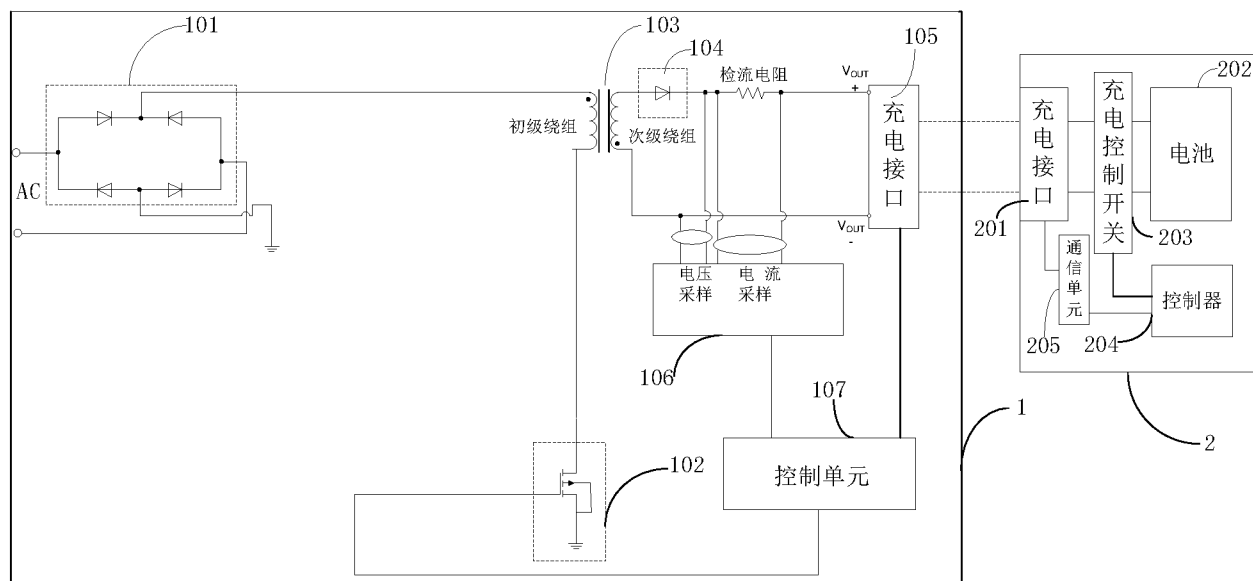 101
103
104
105
检流电阻
V_OUT
+
202
充电接口
充电接口
充电控制开关
电池
初级绕组
次级绕组
AC
201
203
V_OUT
-
通信单元
电压采样
电 流采样
控制器
205
204
106
107
1
2
控制单元
102